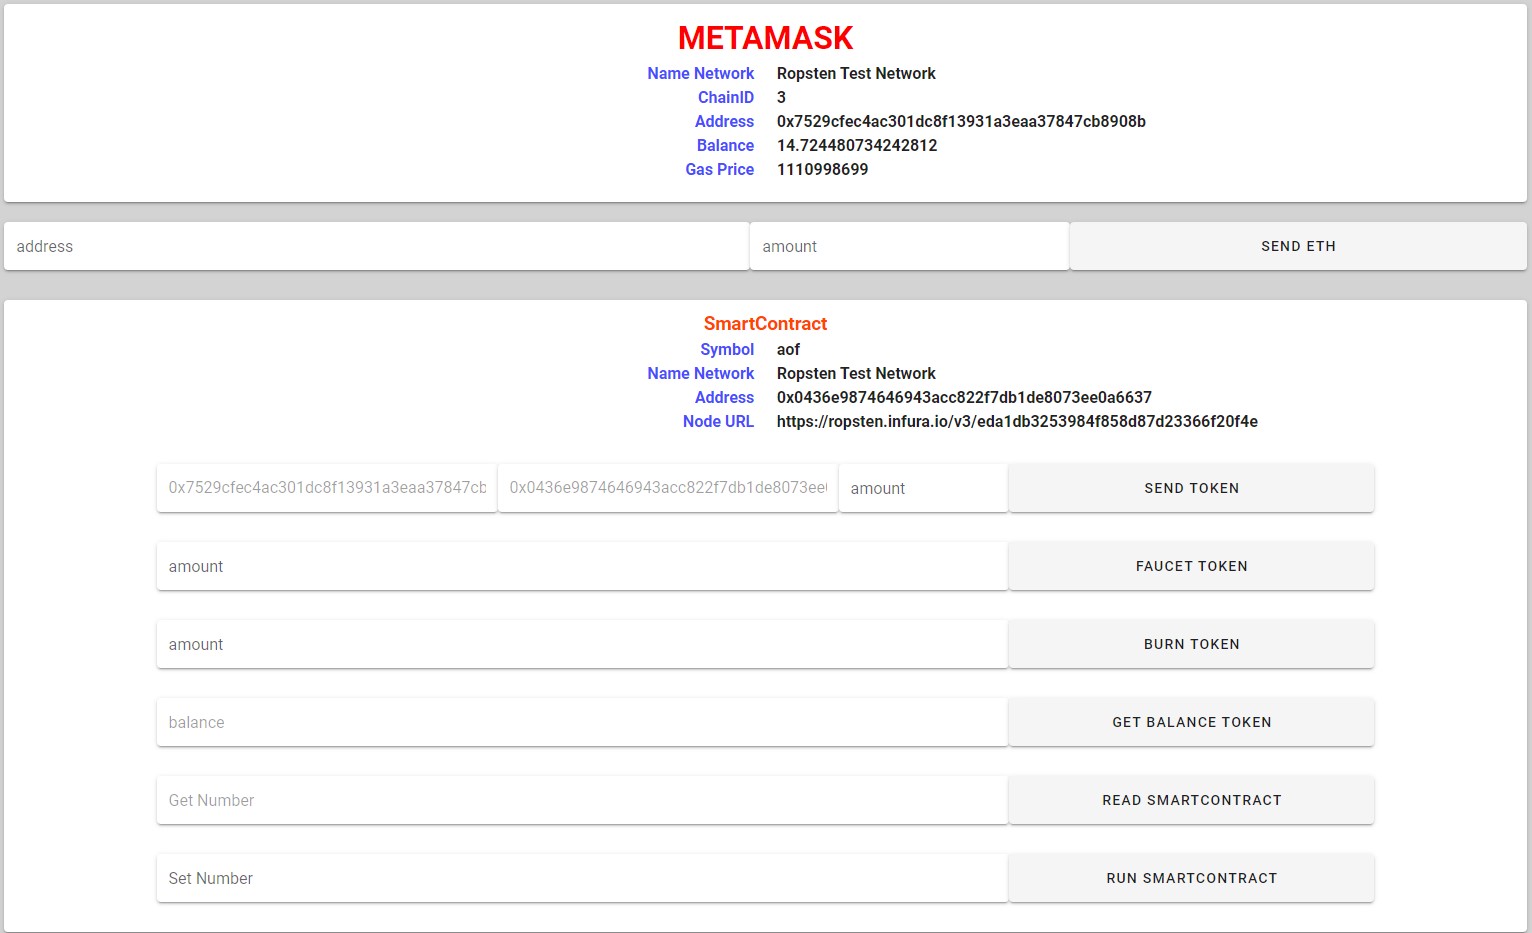 METAMASK
Name Network Ropsten Test Network
ChainID 3
Address 0x7529cfec4ac301dc8f13931a3eaa37847cb8908b
Balance 14.724480734242812
Gas Price 1110998699
address amount SEND ETH
SmartContract
Symbol aof
Name Network Ropsten Test Network
Address 0x0436e9874646943acc822f7db1de8073ee0a6637
Node URL https://ropsten.infura.io/v3/eda1db3253984f858d87d23366f20f4e
0x7529cfec4ac301dc8f13931a3eaa37847cb 0x0436e9874646943acc822f7db1de8073ee0 amount SEND TOKEN
amount FAUCET TOKEN
amount BURN TOKEN
balance GET BALANCE TOKEN
Get Number READ SMARTCONTRACT
Set Number RUN SMARTCONTRACT